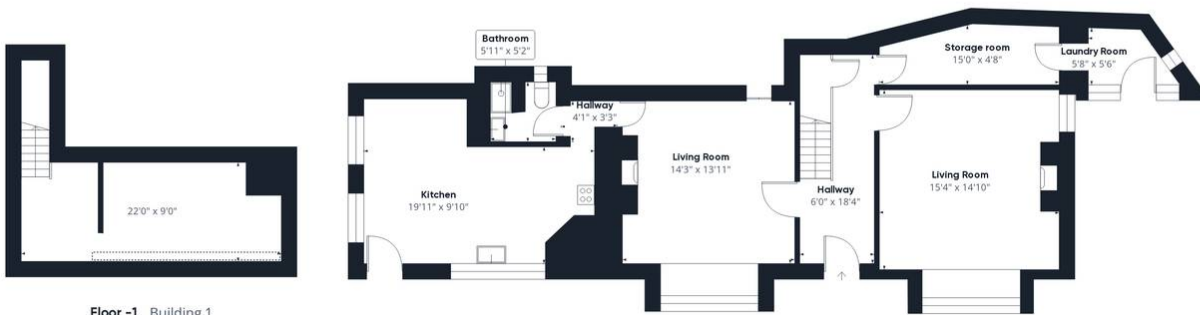 Bathroom
5'11" x 5'2"
Storage room
15'0" x 4'8"
Laundry Room
5'8" x 5'6"
Hallway
4'1" x 3'3"
Living Room
14'3" x 13'11"
Kitchen
19'11" x 9'10"
Hallway
6'0" x 18'4"
Living Room
15'4" x 14'10"
22'0" x 9'0"
Floor -1 Building 1